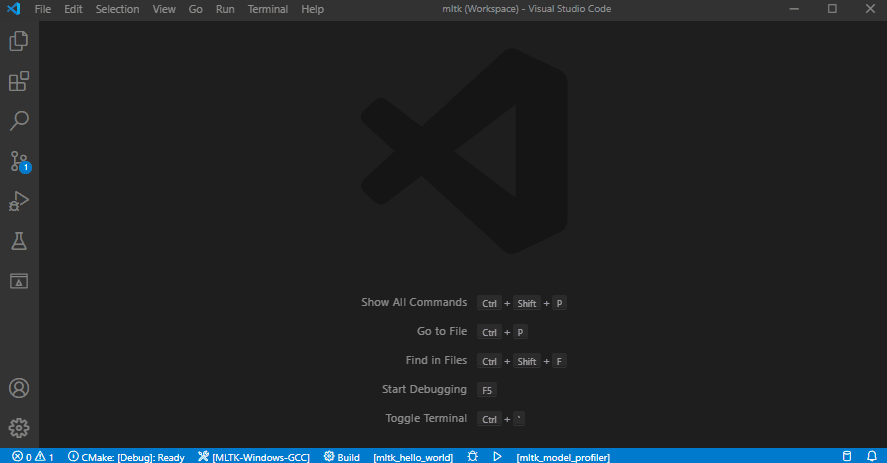 File Edit Selection View Go Run Terminal Help mltk (Workspace) - Visual Studio Code
1
Show All Commands Ctrl + Shift + P
Go to File Ctrl + P
Find in Files Ctrl + Shift + F
Start Debugging F5
Toggle Terminal Ctrl + `
0 1 CMake: [Debug]: Ready [MLTK-Windows-GCC] Build [mltk_hello_world] [mltk_model_profiler]